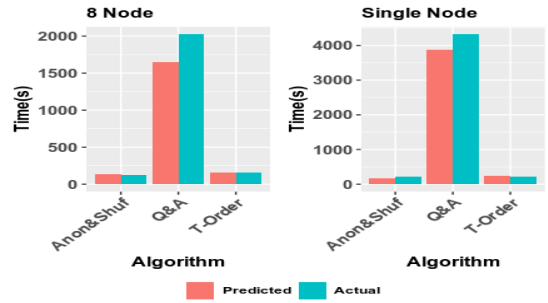 8 Node
Single Node
Time(s)
2000
1500
1000
500
0
Anon&Shuf
Q&A
T-Order
Algorithm
Time(s)
4000
3000
2000
1000
0
Anon&Shuf
Q&A
T-Order
Algorithm
Predicted
Actual